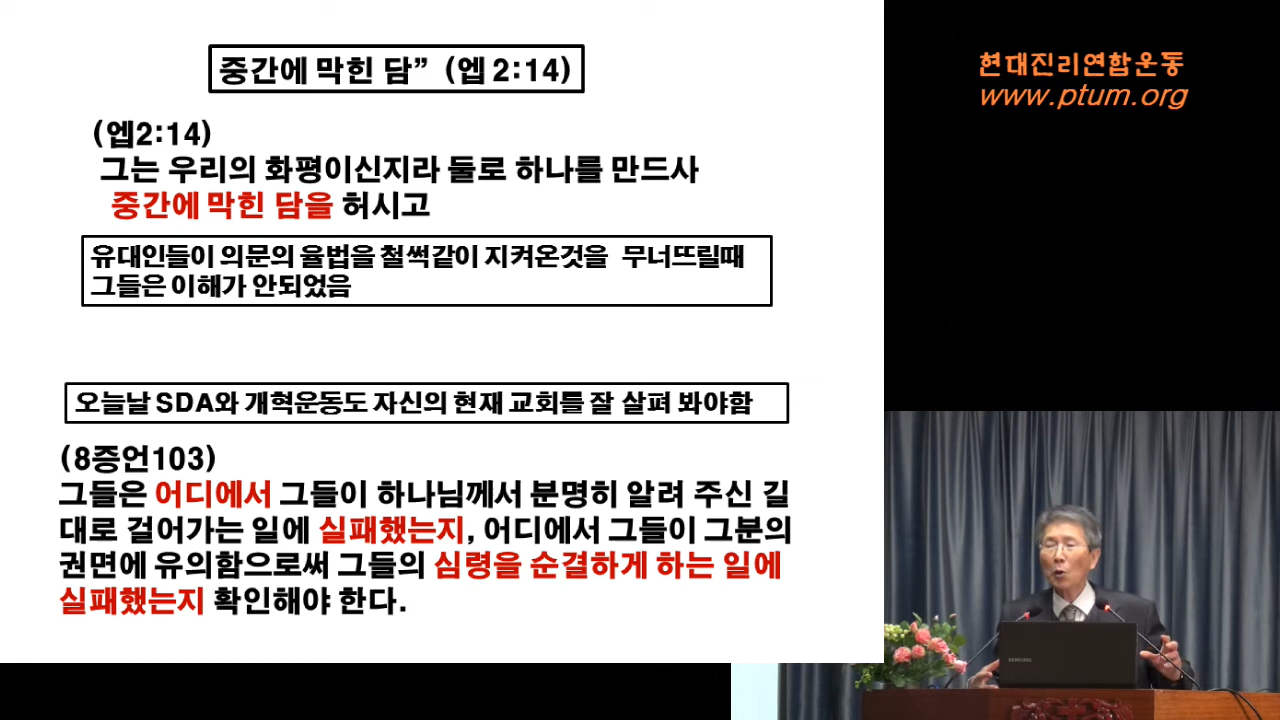 중간에 막힌 담” (엡 2:14)
(엡2:14)
그는 우리의 화평이신지라 둘로 하나를 만드사
중간에 막힌 담을 허시고
유대인들이 의문의 율법을 철썩같이 지켜온것을 무너뜨릴때
그들은 이해가 안되었음
오늘날 SDA와 개혁운동도 자신의 현재 교회를 잘 살펴 봐야함
(8증언103)
그들은 어디에서 그들이 하나님께서 분명히 알려 주신 길
대로 걸어가는 일에 실패했는지, 어디에서 그들이 그분의
권면에 유의함으로써 그들의 심령을 순결하게 하는 일에
실패했는지 확인해야 한다.
현대진리연합운동
www.ptum.org
SAMSUNG